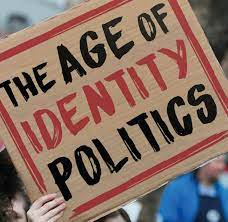 THE AGE OF
IDENTITY
POLITICS